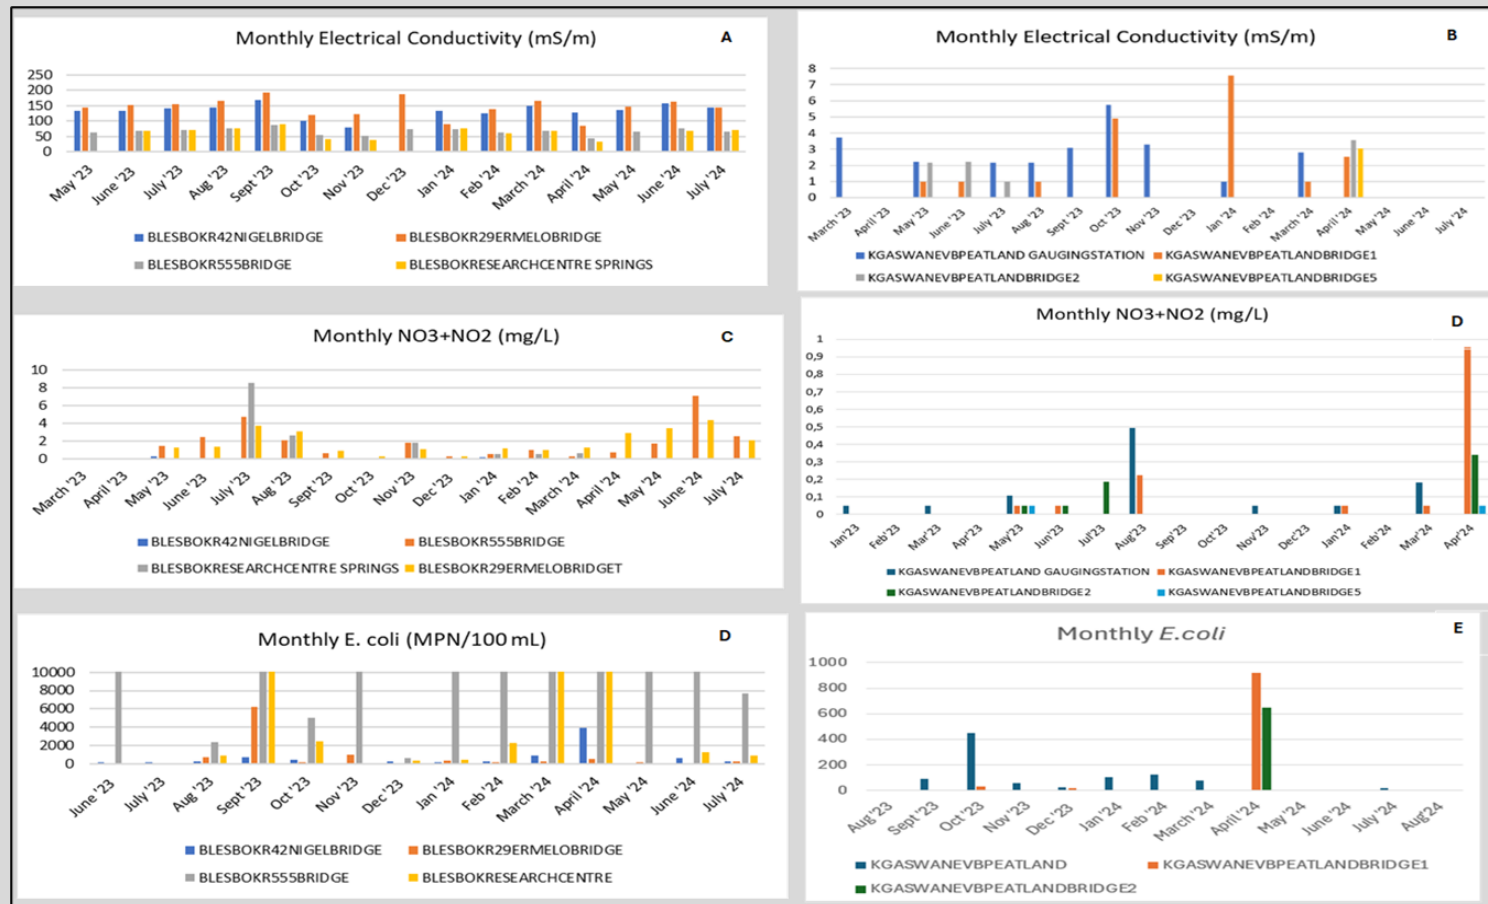 Monthly Electrical Conductivity (mS/m) A
250
200
150
100
50
0
May '23 June '23 July '23 Aug '23 Sept '23 Oct '23 Nov '23 Dec '23 Jan '24 Feb '24 March '24 April '24 May '24 June '24 July '24
BLESBOKR42NIGELBRIDGE BLESBOKR29ERMELOBRIDGE
BLESBOKR555BRIDGE BLESBOKRESEARCHCENTRE SPRINGS
Monthly Electrical Conductivity (mS/m) B
8
7
6
5
4
3
2
1
0
March '23 April '23 May '23 June '23 July '23 Aug '23 Sept '23 Oct '23 Nov '23 Dec '23 Jan '24 Feb '24 March '24 April '24 May '24 June '24 July '24
KGASWANEVBPEATLAND GAUGINGSTATION KGASWANEVBPEATLANDBRIDGE1
KGASWANEVBPEATLANDBRIDGE2 KGASWANEVBPEATLANDBRIDGE5
Monthly NO3+NO2 (mg/L) C
10
8
6
4
2
0
March '23 April '23 May '23 June '23 July '23 Aug '23 Sept '23 Oct '23 Nov '23 Dec '23 Jan '24 Feb '24 March '24 April '24 May '24 June '24 July '24
BLESBOKR42NIGELBRIDGE BLESBOKR555BRIDGE
BLESBOKRESEARCHCENTRE SPRINGS BLESBOKR29ERMELOBRIDGET
Monthly NO3+NO2 (mg/L) D
1
0,9
0,8
0,7
0,6
0,5
0,4
0,3
0,2
0,1
0
Jan'23 Feb'23 Mar'23 Apr'23 May'23 Jun'23 Jul'23 Aug'23 Sep'23 Oct'23 Nov'23 Dec'23 Jan'24 Feb'24 Mar'24 Apr'24
KGASWANEVBPEATLAND GAUGINGSTATION KGASWANEVBPEATLANDBRIDGE1
KGASWANEVBPEATLANDBRIDGE2 KGASWANEVBPEATLANDBRIDGE5
Monthly E. coli (MPN/100 mL) D
10000
8000
6000
4000
2000
0
June '23 July '23 Aug '23 Sept '23 Oct '23 Nov '23 Dec '23 Jan '24 Feb '24 March '24 April '24 May '24 June '24 July '24
BLESBOKR42NIGELBRIDGE BLESBOKR29ERMELOBRIDGE
BLESBOKR555BRIDGE BLESBOKRESEARCHCENTRE
Monthly E.coli E
1000
800
600
400
200
0
Aug '23 Sept '23 Oct '23 Nov '23 Dec '23 Jan '24 Feb '24 March '24 April '24 May '24 June '24 July '24 Aug'24
KGASWANEVBPEATLAND KGASWANEVBPEATLANDBRIDGE1
KGASWANEVBPEATLANDBRIDGE2